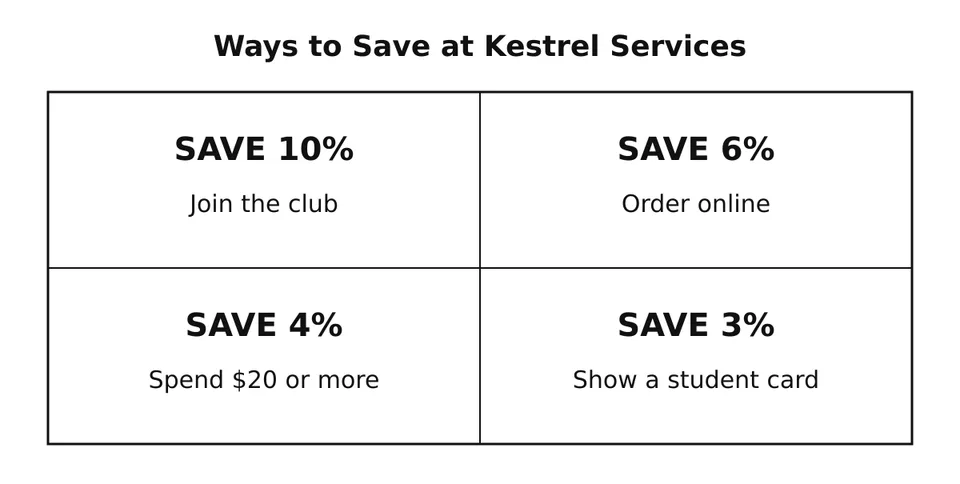 Ways to Save at Kestrel Services
SAVE 10%
Join the club
SAVE 6%
Order online
SAVE 4%
Spend $20 or more
SAVE 3%
Show a student card